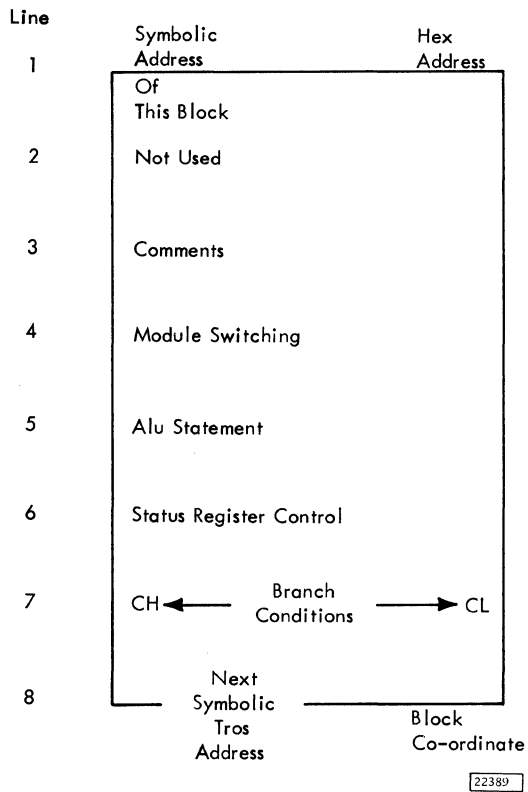 Line
Symbolic Hex
1 Address Address
Of
This Block
2 Not Used
3 Comments
4 Module Switching
5 Alu Statement
6 Status Register Control
7 CH Branch CL
Conditions
Next
8 Symbolic Block
Tros Co-ordinate
Address
22389